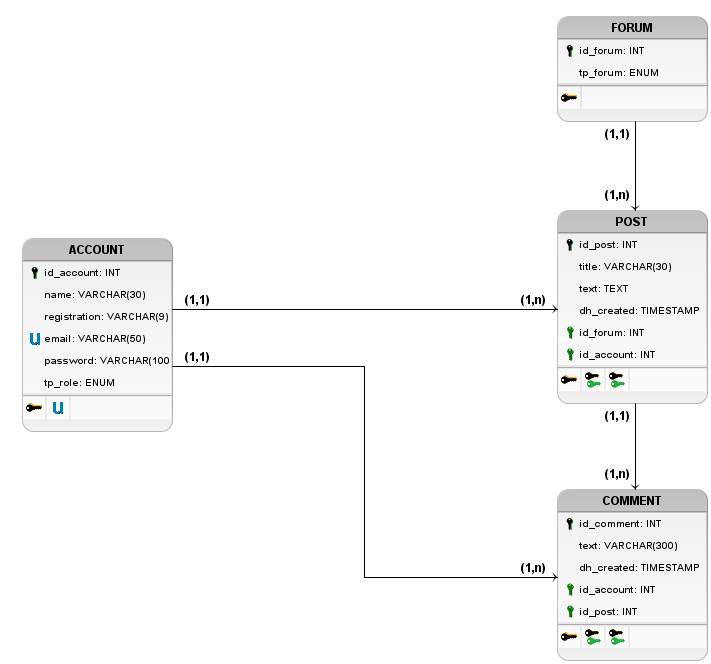 FORUM
id_forum: INT
tp_forum: ENUM
(1,1)
(1,n)
POST
id_post: INT
title: VARCHAR(30)
text: TEXT
dh_created: TIMESTAMP
id_forum: INT
id_account: INT
ACCOUNT
id_account: INT
name: VARCHAR(30)
registration: VARCHAR(9)
U email: VARCHAR(50)
password: VARCHAR(100
tp_role: ENUM
U
(1,1)
(1,n)
(1,1)
(1,n)
(1,1)
(1,n)
COMMENT
id_comment: INT
text: VARCHAR(300)
dh_created: TIMESTAMP
id_account: INT
id_post: INT